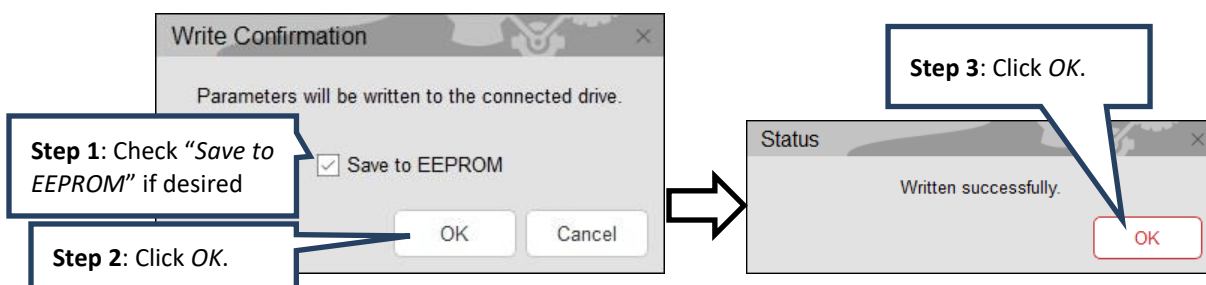 Write Confirmation
Parameters will be written to the connected drive.
Step 1: Check “Save to
EEPROM” if desired
Save to EEPROM
OK
Cancel
Step 2: Click OK.
Step 3: Click OK.
Status
Written successfully.
OK